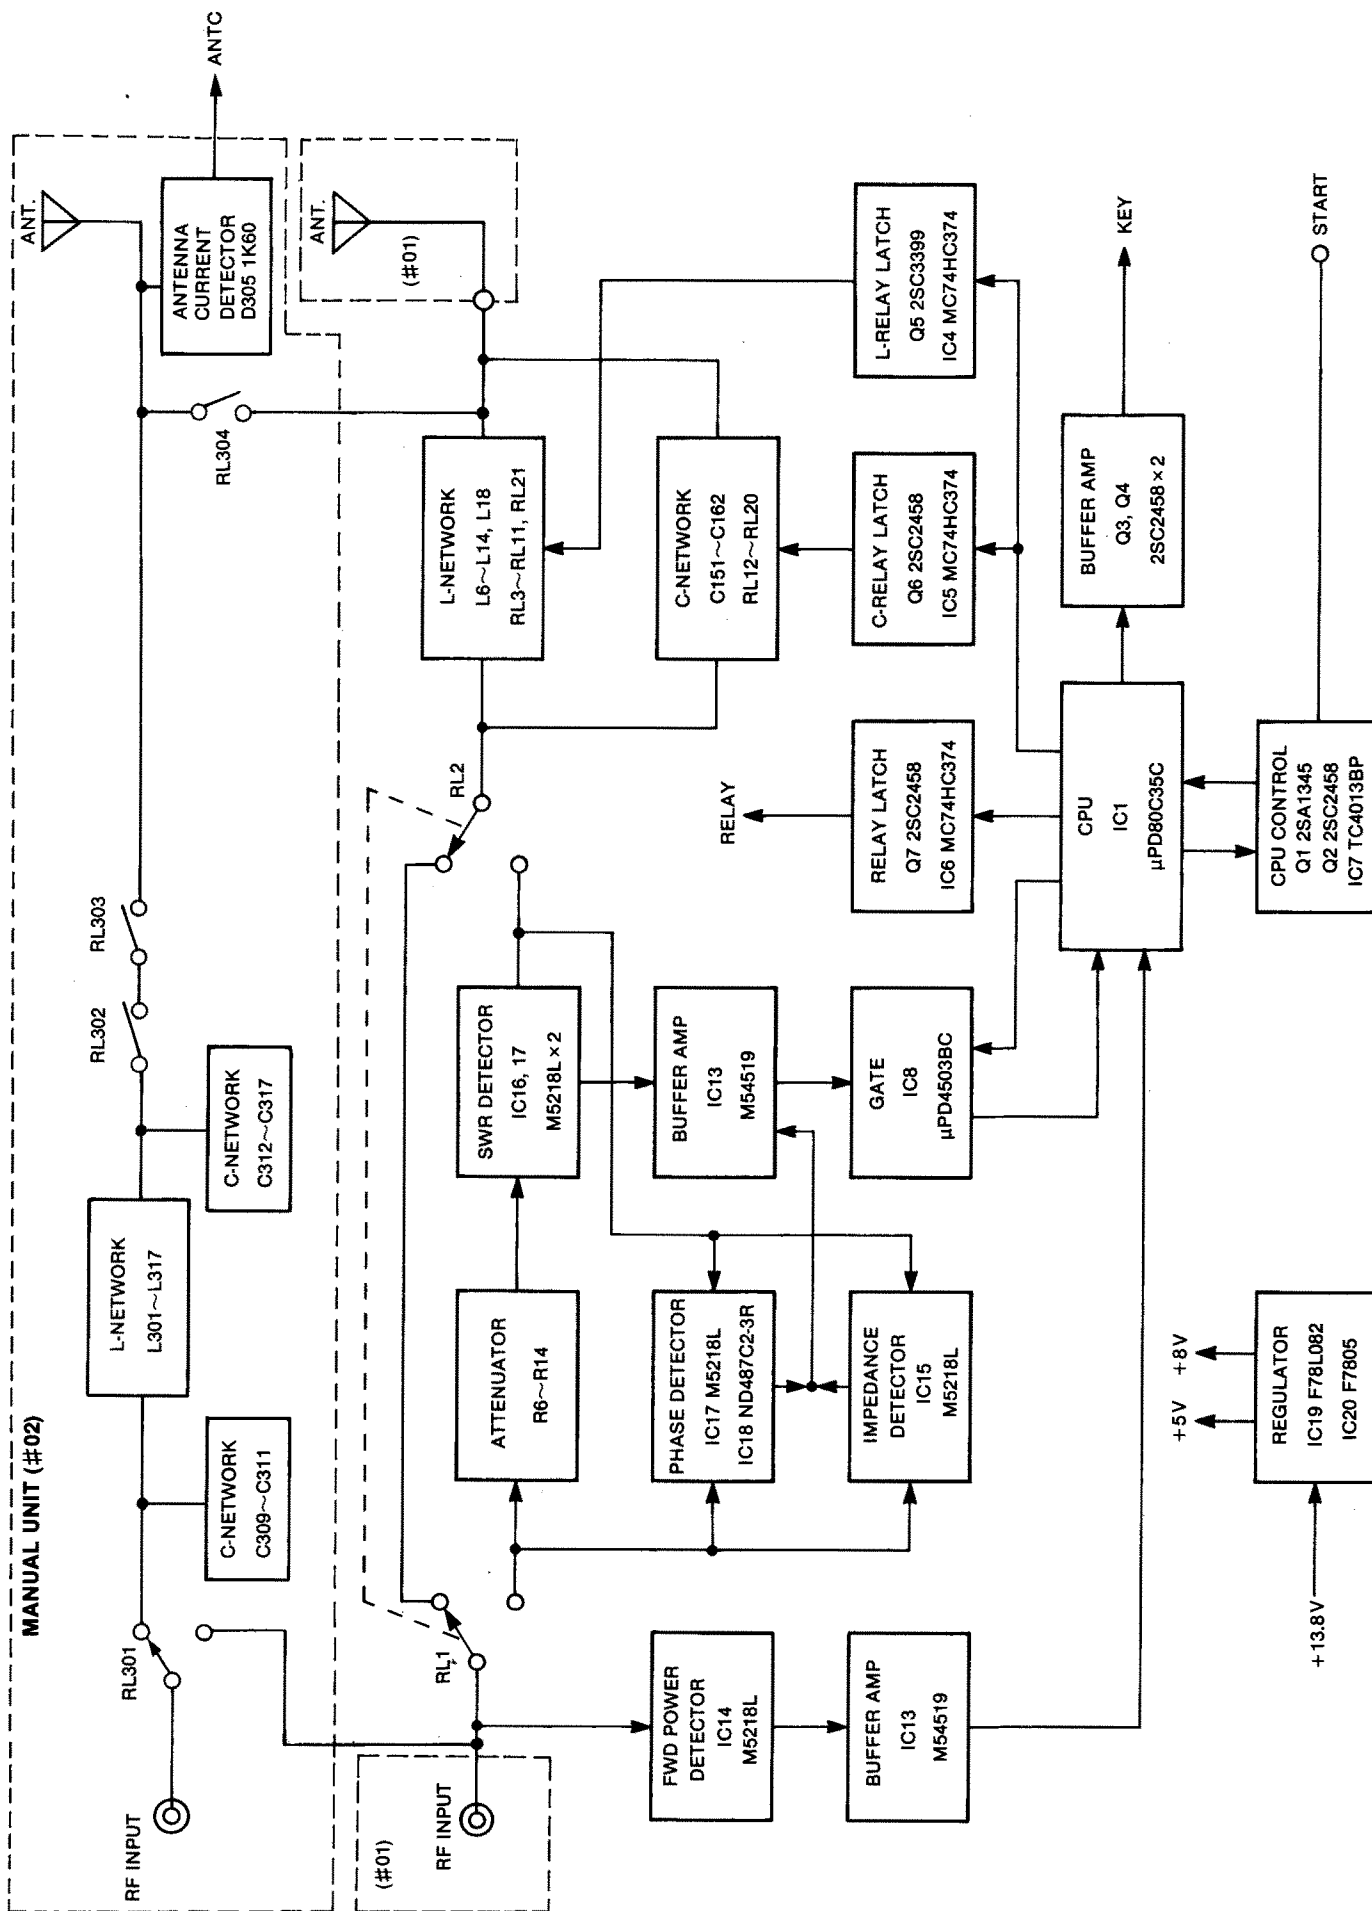 MANUAL UNIT (#02)
RF INPUT
RL301
C-NETWORK
C309~C311
L-NETWORK
L301~L317
C-NETWORK
C312~C317
RL302
RL303
RL304
ANT.
ANTENNA
CURRENT
DETECTOR
D305 1K60
ANTC
(#01)
RF INPUT
RL1
RL2
L-NETWORK
L6~L14, L18
RL3~RL11, RL21
ANT.
(#01)
ATTENUATOR
R6~R14
SWR DETECTOR
IC16, 17
M5218L×2
C-NETWORK
C151~C162
RL12~RL20
FWD POWER
DETECTOR
IC14
M5218L
PHASE DETECTOR
IC17 M5218L
IC18 ND487C2-3R
BUFFER AMP
IC13
M54519
RELAY
BUFFER AMP
IC13
M54519
IMPEDANCE
DETECTOR
IC15
M5218L
GATE
IC8
μPD4503BC
RELAY LATCH
Q7 2SC2458
IC6 MC74HC374
C-RELAY LATCH
Q6 2SC2458
IC5 MC74HC374
L-RELAY LATCH
Q5 2SC3399
IC4 MC74HC374
CPU
IC1
μPD80C35C
BUFFER AMP
Q3, Q4
2SC2458×2
KEY
+5V
+8V
+13.8V
REGULATOR
IC19 F78L082
IC20 F7805
CPU CONTROL
Q1 2SA1345
Q2 2SC2458
IC7 TC4013BP
START